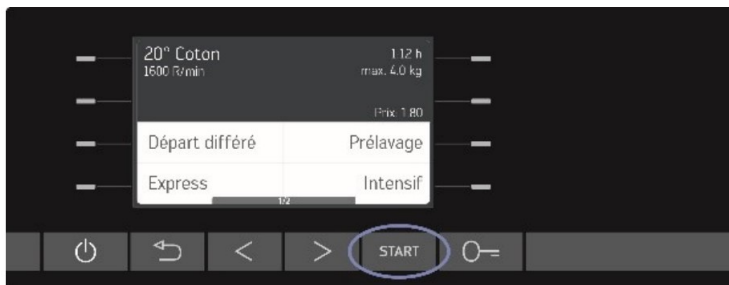 20° Coton
1600 R/min
1:12 h
max. 4.0 kg
Prix: 1.80
Départ différé
Prélavage
Express
Intensif
1/2
START